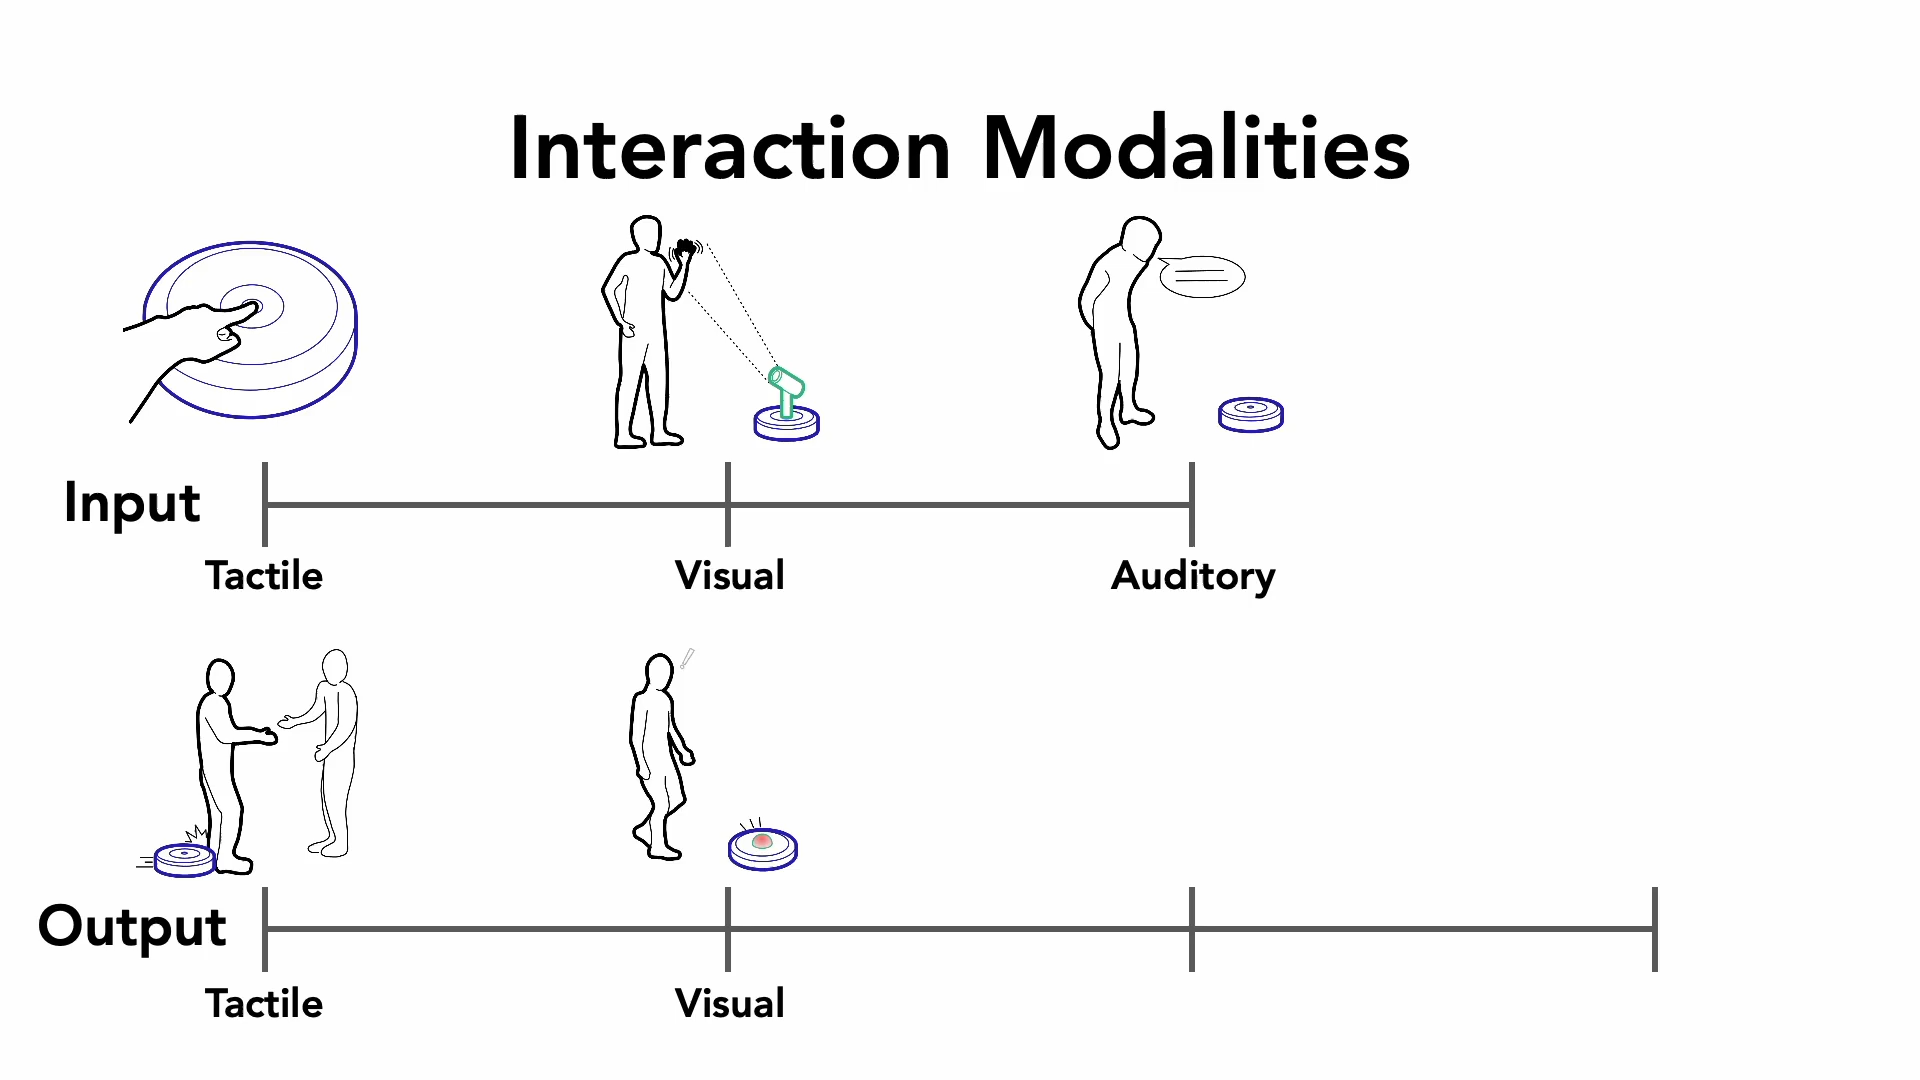 Interaction Modalities
Input
Tactile
Visual
Auditory
Output
Tactile
Visual